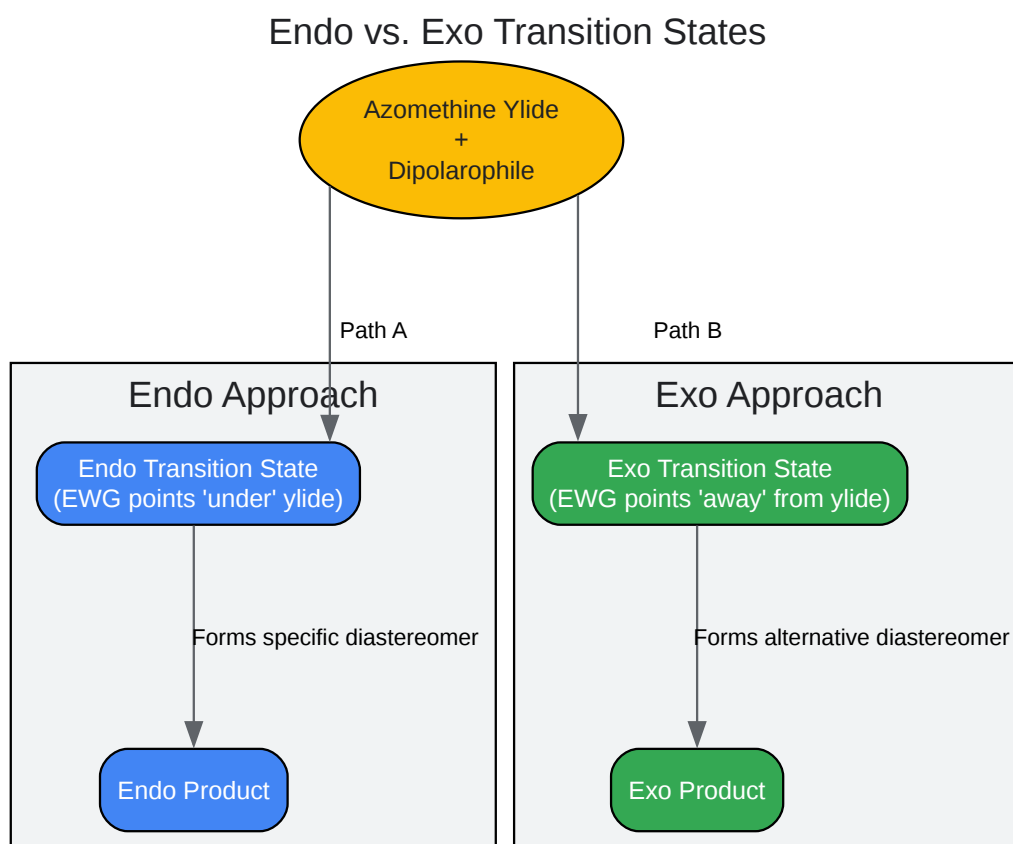 Endo vs. Exo Transition States
Azomethine Ylide
+
Dipolarophile
Path A
Path B
Endo Approach
Exo Approach
Endo Transition State
(EWG points 'under' ylide)
Exo Transition State
(EWG points 'away' from ylide)
Forms specific diastereomer
Forms alternative diastereomer
Endo Product
Exo Product